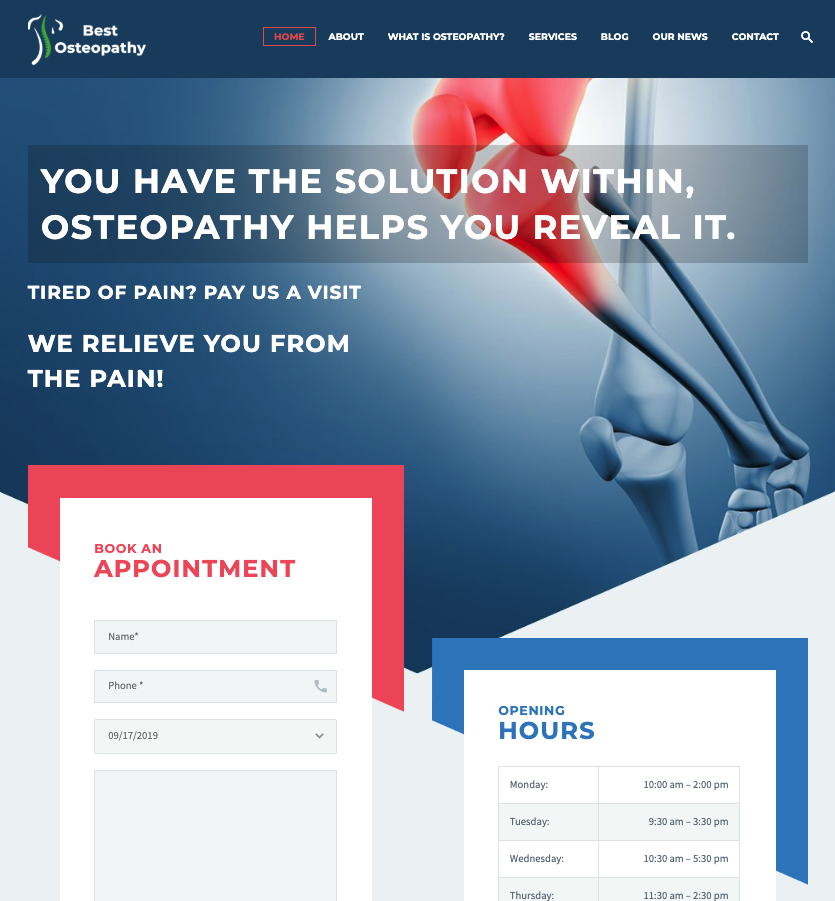 Best
Osteopathy
HOME ABOUT WHAT IS OSTEOPATHY? SERVICES BLOG OUR NEWS CONTACT
YOU HAVE THE SOLUTION WITHIN,
OSTEOPATHY HELPS YOU REVEAL IT.
TIRED OF PAIN? PAY US A VISIT
WE RELIEVE YOU FROM
THE PAIN!
BOOK AN
APPOINTMENT
Name*
Phone *
09/17/2019
OPENING
HOURS
Monday: 10:00 am – 2:00 pm
Tuesday: 9:30 am – 3:30 pm
Wednesday: 10:30 am – 5:30 pm
Thursday: 11:30 am – 2:30 pm